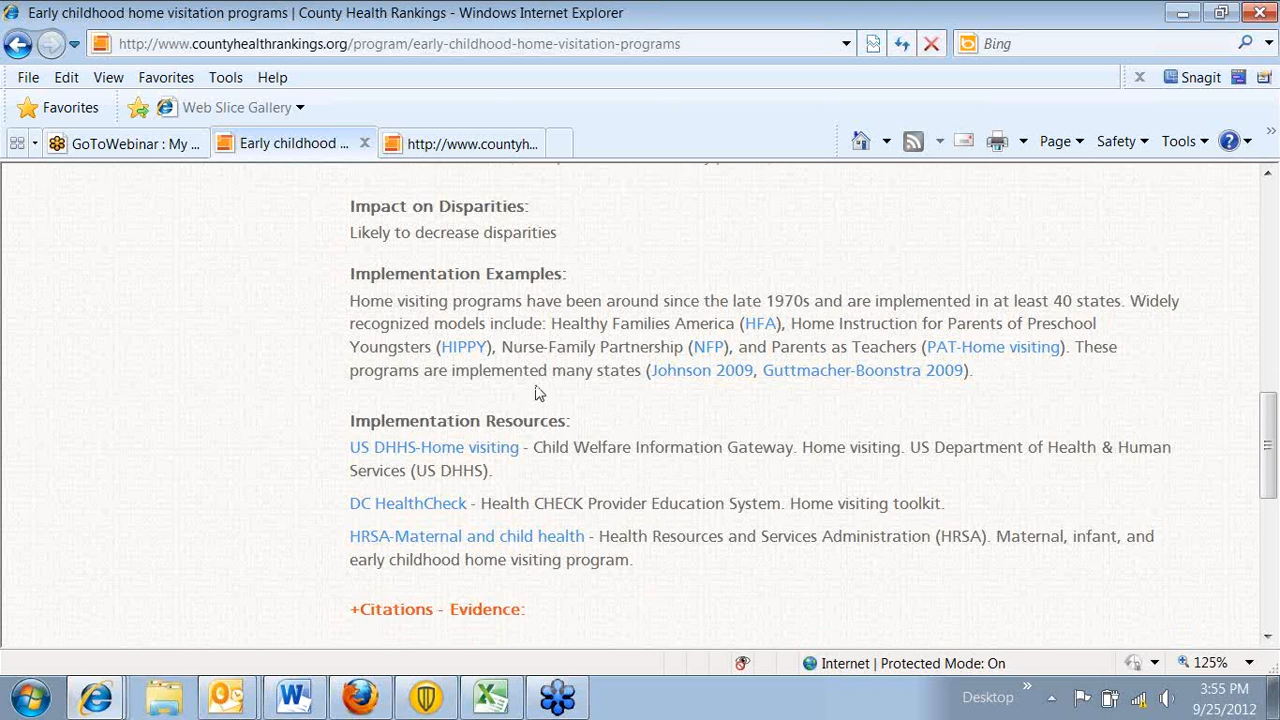 Early childhood home visitation programs | County Health Rankings - Windows Internet Explorer
http://www.countyhealthrankings.org/program/early-childhood-home-visitation-programs
Bing
File Edit View Favorites Tools Help
Snagit
Favorites Web Slice Gallery
GoToWebinar : My ... Early childhood ... http://www.countyh... Page Safety Tools
Impact on Disparities:
Likely to decrease disparities
Implementation Examples:
Home visiting programs have been around since the late 1970s and are implemented in at least 40 states. Widely
recognized models include: Healthy Families America (HFA), Home Instruction for Parents of Preschool
Youngsters (HIPPY), Nurse-Family Partnership (NFP), and Parents as Teachers (PAT-Home visiting). These
programs are implemented many states (Johnson 2009, Guttmacher-Boonstra 2009).
Implementation Resources:
US DHHS-Home visiting - Child Welfare Information Gateway. Home visiting. US Department of Health & Human
Services (US DHHS).
DC HealthCheck - Health CHECK Provider Education System. Home visiting toolkit.
HRSA-Maternal and child health - Health Resources and Services Administration (HRSA). Maternal, infant, and
early childhood home visiting program.
+Citations - Evidence:
Internet | Protected Mode: On 125%
Desktop » 3:55 PM
9/25/2012